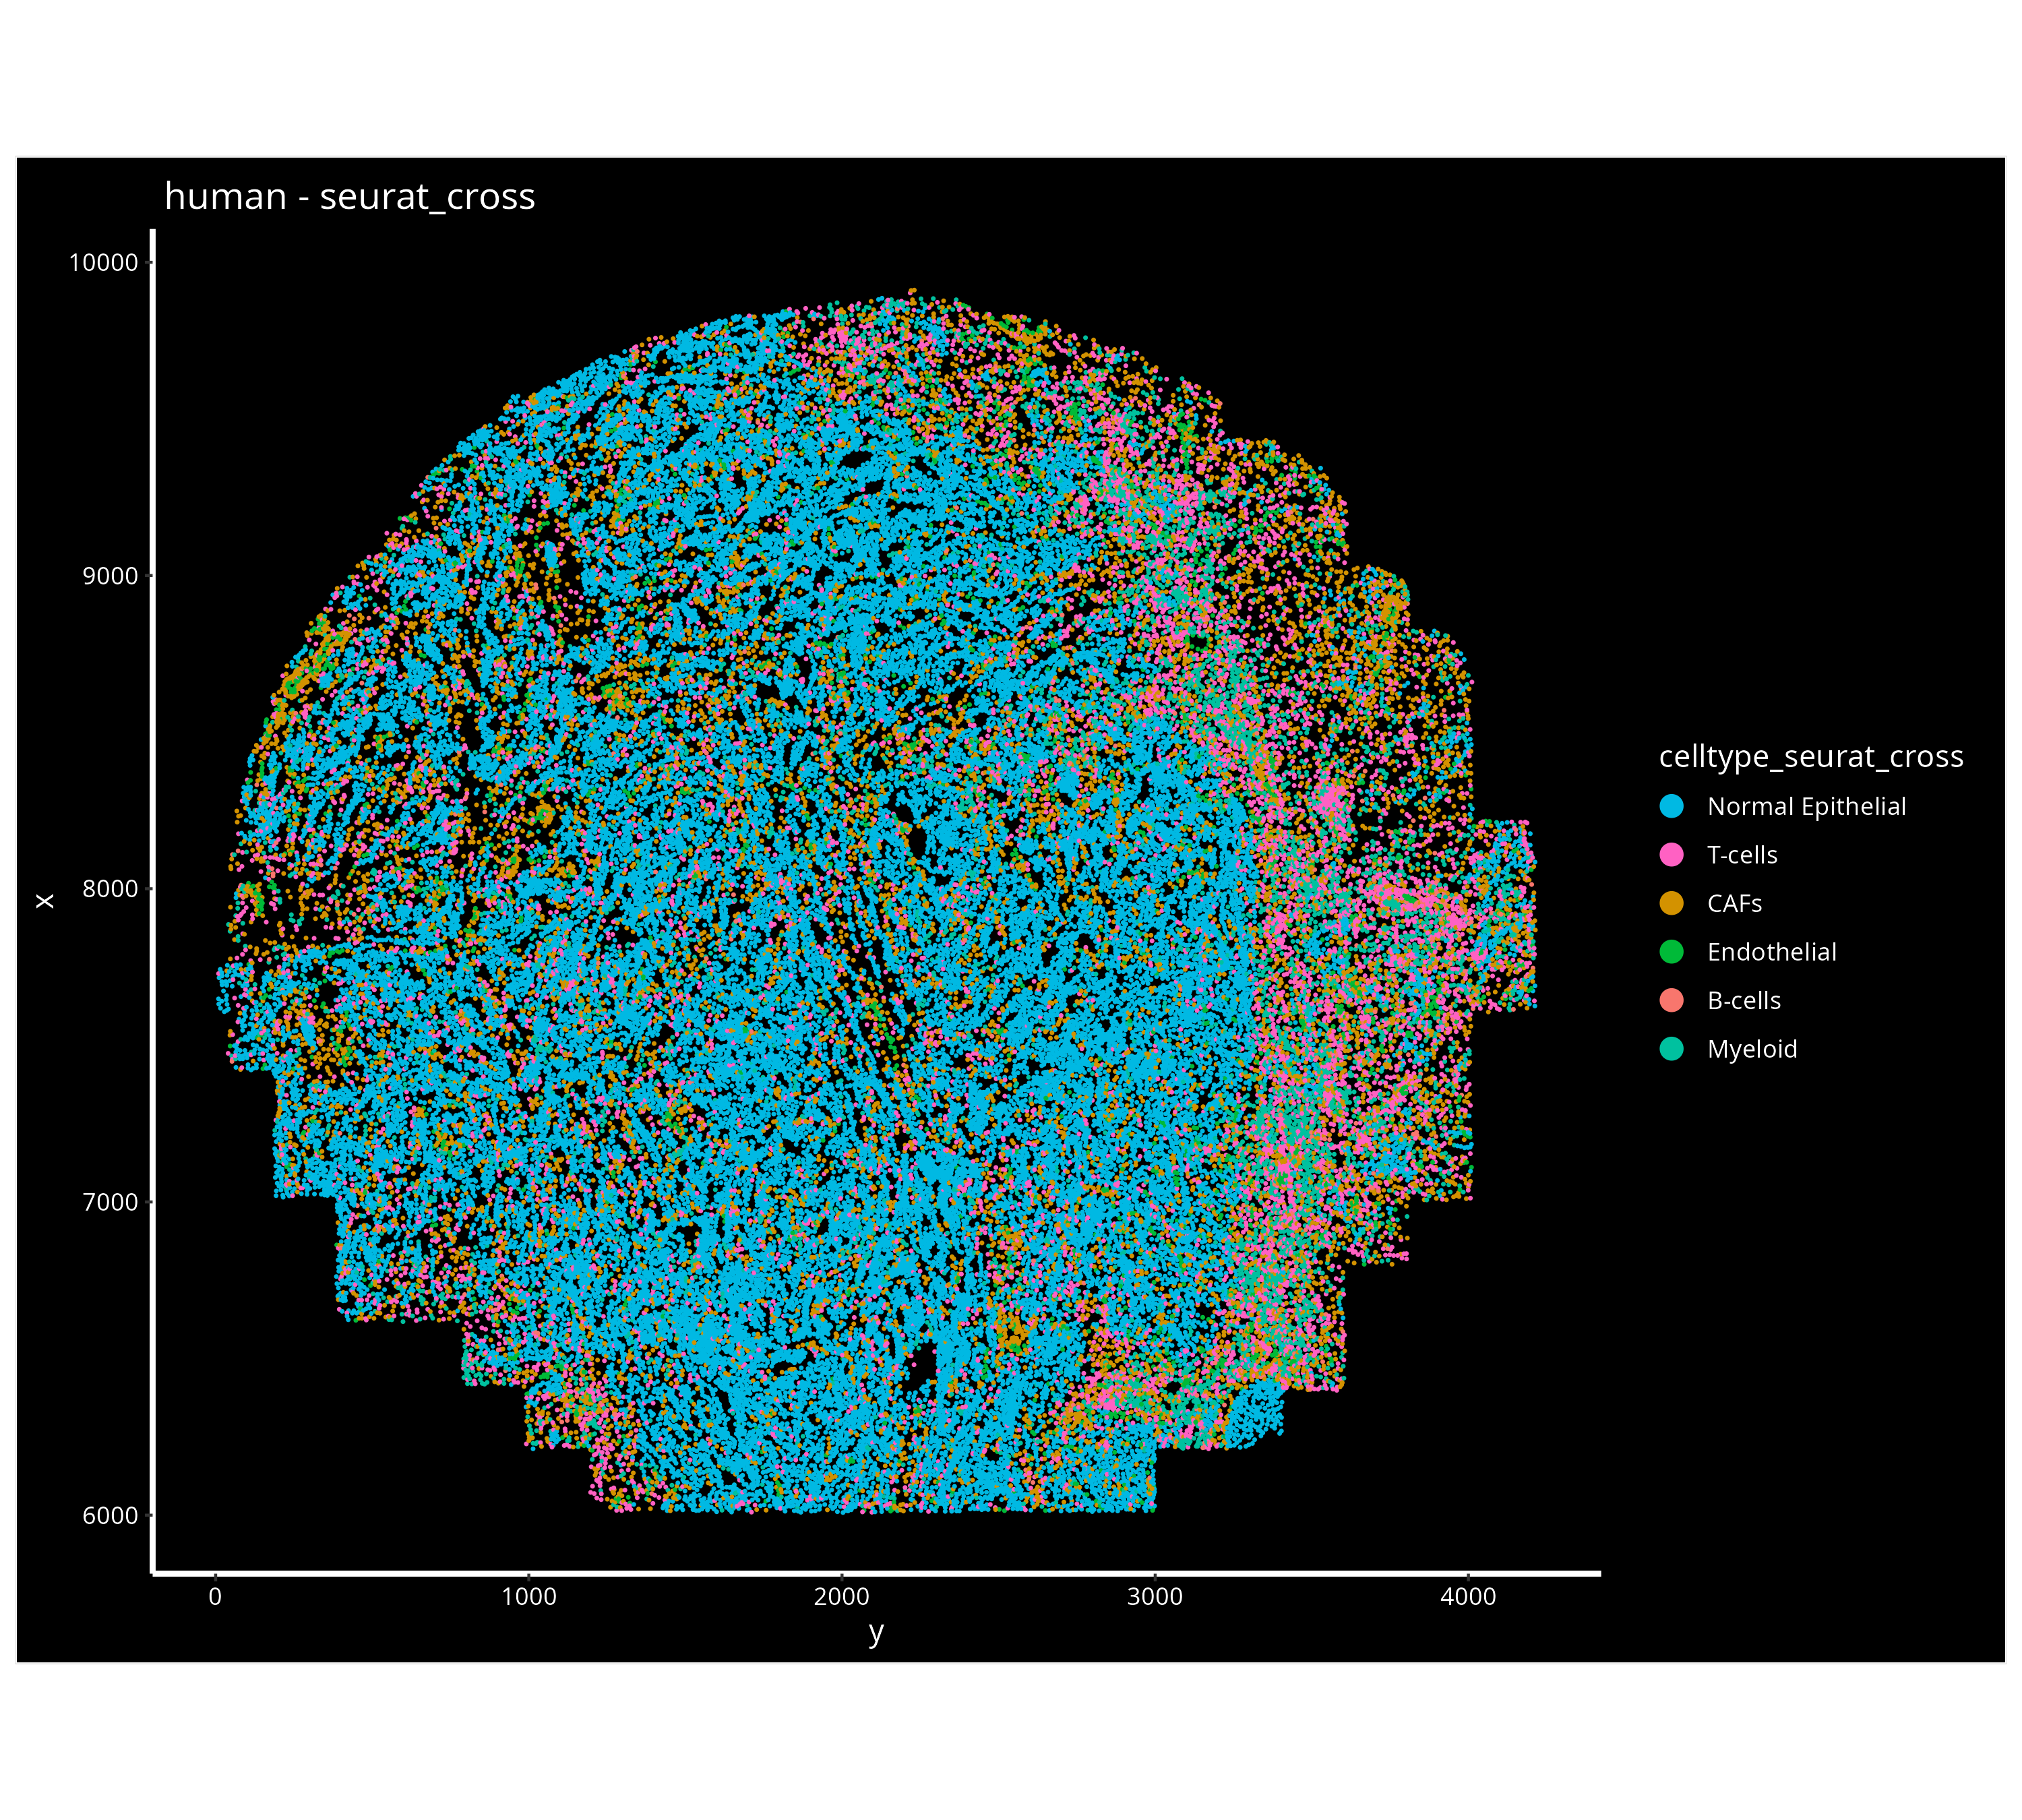 human - seurat_cross
10000
9000
8000
7000
6000
x
0 1000 2000 3000 4000
y
celltype_seurat_cross
Normal Epithelial
T-cells
CAFs
Endothelial
B-cells
Myeloid